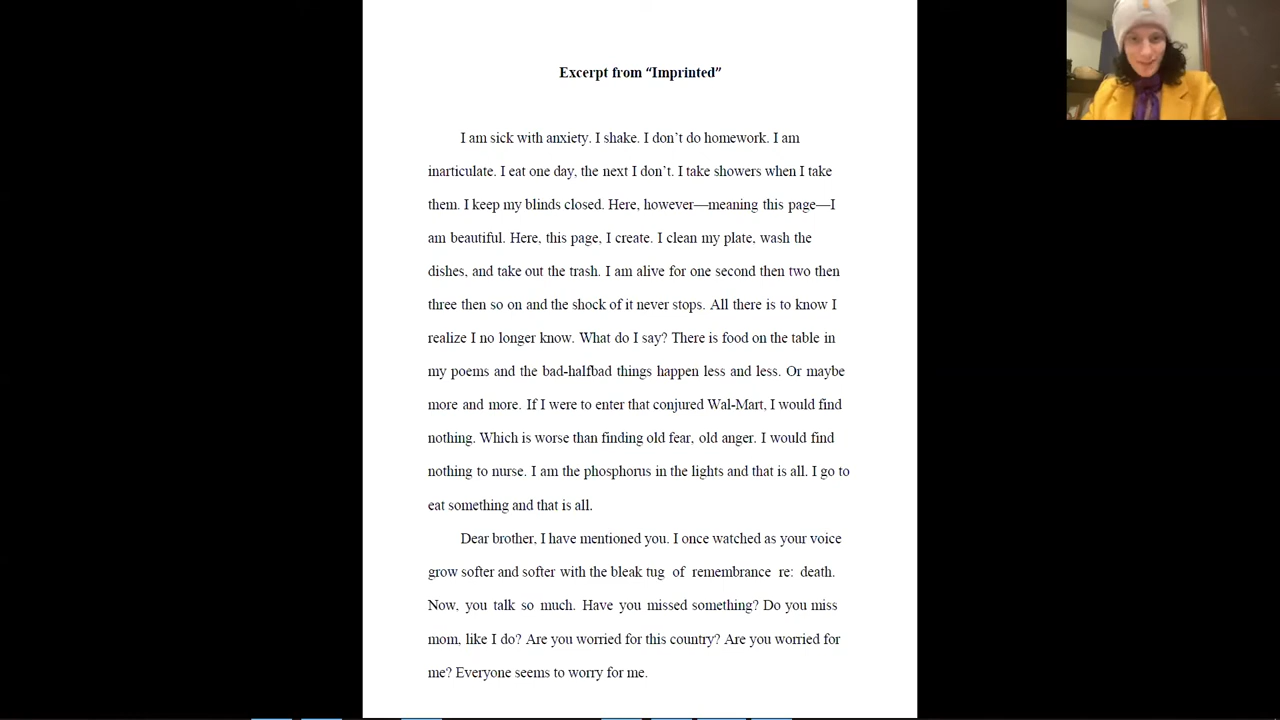 Excerpt from “Imprinted”
I am sick with anxiety. I shake. I don’t do homework. I am
inarticulate. I eat one day, the next I don’t. I take showers when I take
them. I keep my blinds closed. Here, however—meaning this page—I
am beautiful. Here, this page, I create. I clean my plate, wash the
dishes, and take out the trash. I am alive for one second then two then
three then so on and the shock of it never stops. All there is to know I
realize I no longer know. What do I say? There is food on the table in
my poems and the bad-halfbad things happen less and less. Or maybe
more and more. If I were to enter that conjured Wal-Mart, I would find
nothing. Which is worse than finding old fear, old anger. I would find
nothing to nurse. I am the phosphorus in the lights and that is all. I go to
eat something and that is all.
Dear brother, I have mentioned you. I once watched as your voice
grow softer and softer with the bleak tug of remembrance re: death.
Now, you talk so much. Have you missed something? Do you miss
mom, like I do? Are you worried for this country? Are you worried for
me? Everyone seems to worry for me.